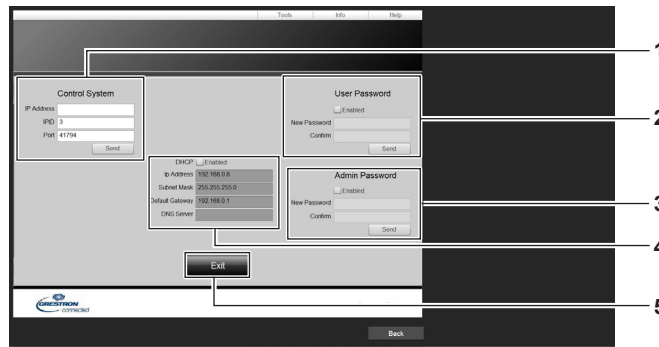 Tools Info Help
1
Control System
IP Address
IPID 3
Port 41794
Send
User Password
Enabled
New Password
Confirm
Send
2
DHCP Enabled
Ip Address 192.168.0.8
Subnet Mask 255.255.255.0
Default Gateway 192.168.0.1
DNS Server
Admin Password
Enabled
New Password
Confirm
Send
3
4
Exit
5
CRESTRON
connected
Back